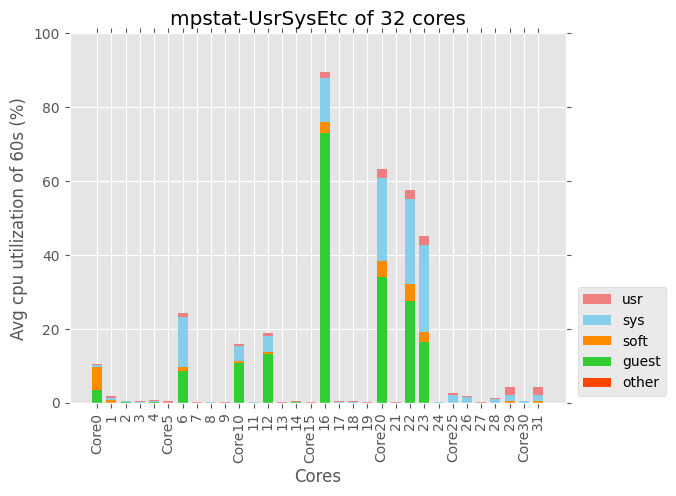 mpstat-UsrSysEtc of 32 cores
Avg cpu utilization of 60s (%)
100
80
60
40
20
0
Core0
1
2
3
4
Core5
6
7
8
9
Core10
11
12
13
14
Core15
16
17
18
19
Core20
21
22
23
24
Core25
26
27
28
29
Core30
31
Cores
usr
sys
soft
guest
other